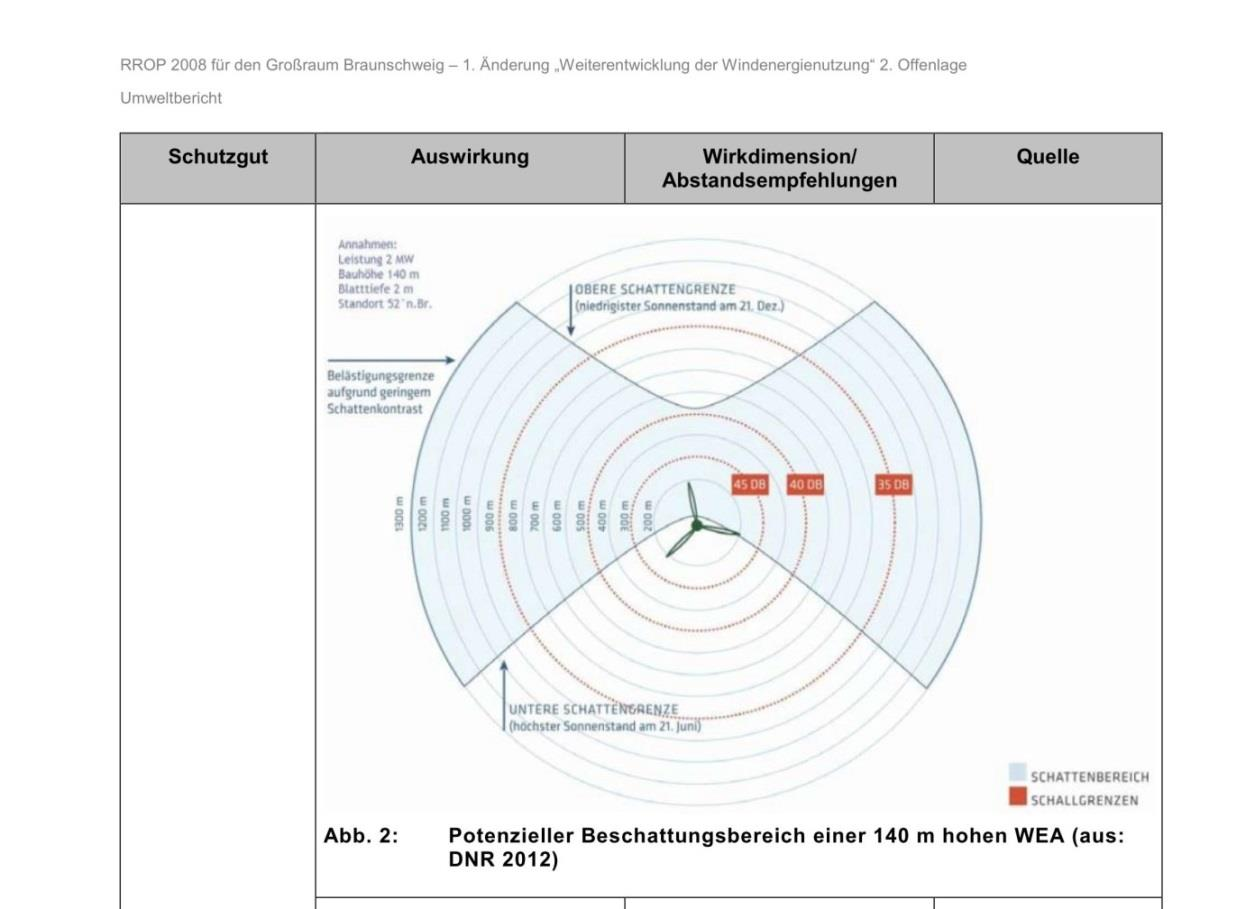 RROP 2008 für den Großraum Braunschweig – 1. Änderung „Weiterentwicklung der Windenergienutzung“ 2. Offenlage
Umweltbericht
Schutzgut
Auswirkung
Wirkdimension/
Abstandsempfehlungen
Quelle
Annahmen:
Leistung 2 MW
Bauhöhe 140 m
Blatttiefe 2 m
Standort 52°n.Br.
OBERE SCHATTENGRENZE
(niedrigister Sonnenstand am 21. Dez.)
Belästigungsgrenze
aufgrund geringem
Schattenkontrast
45 DB
40 DB
35 DB
1300 m
1200 m
1100 m
1000 m
900 m
800 m
700 m
600 m
500 m
400 m
300 m
200 m
UNTERE SCHATTENGRENZE
(höchster Sonnenstand am 21. Juni)
SCHATTENBEREICH
SCHALLGRENZEN
Abb. 2: Potenzieller Beschattungsbereich einer 140 m hohen WEA (aus:
DNR 2012)